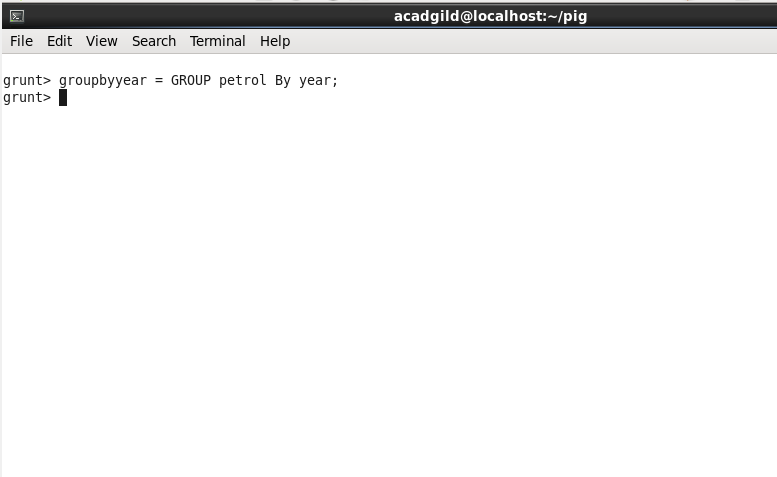 acadgild@localhost:~/pig
File Edit View Search Terminal Help
grunt> groupbyyear = GROUP petrol By year;
grunt>